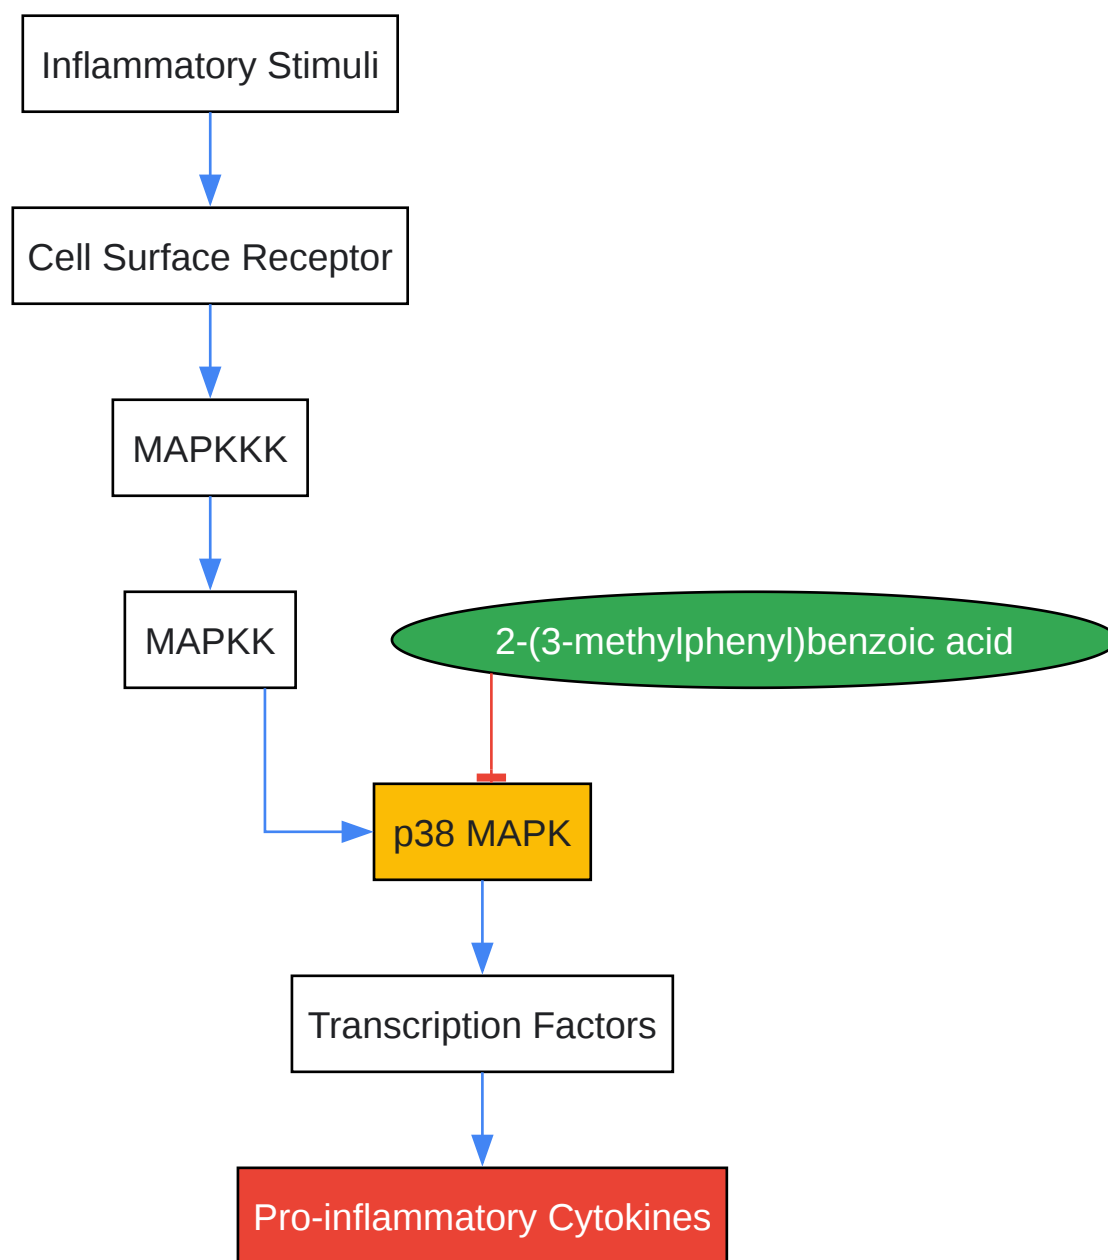 Inflammatory Stimuli
Cell Surface Receptor
MAPKKK
MAPKK
2-(3-methylphenyl)benzoic acid
p38 MAPK
Transcription Factors
Pro-inflammatory Cytokines